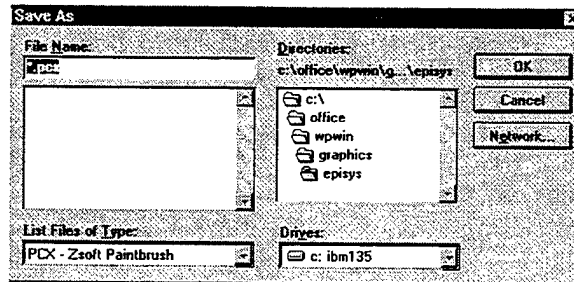 Save As
File Name:
*.pcx
Directories:
c:\office\wpwin\g...\episys
c:\
office
wpwin
graphics
episys
OK
Cancel
Network...
List Files of Type:
PCX - Zsoft Paintbrush
Drives:
c: ibm135